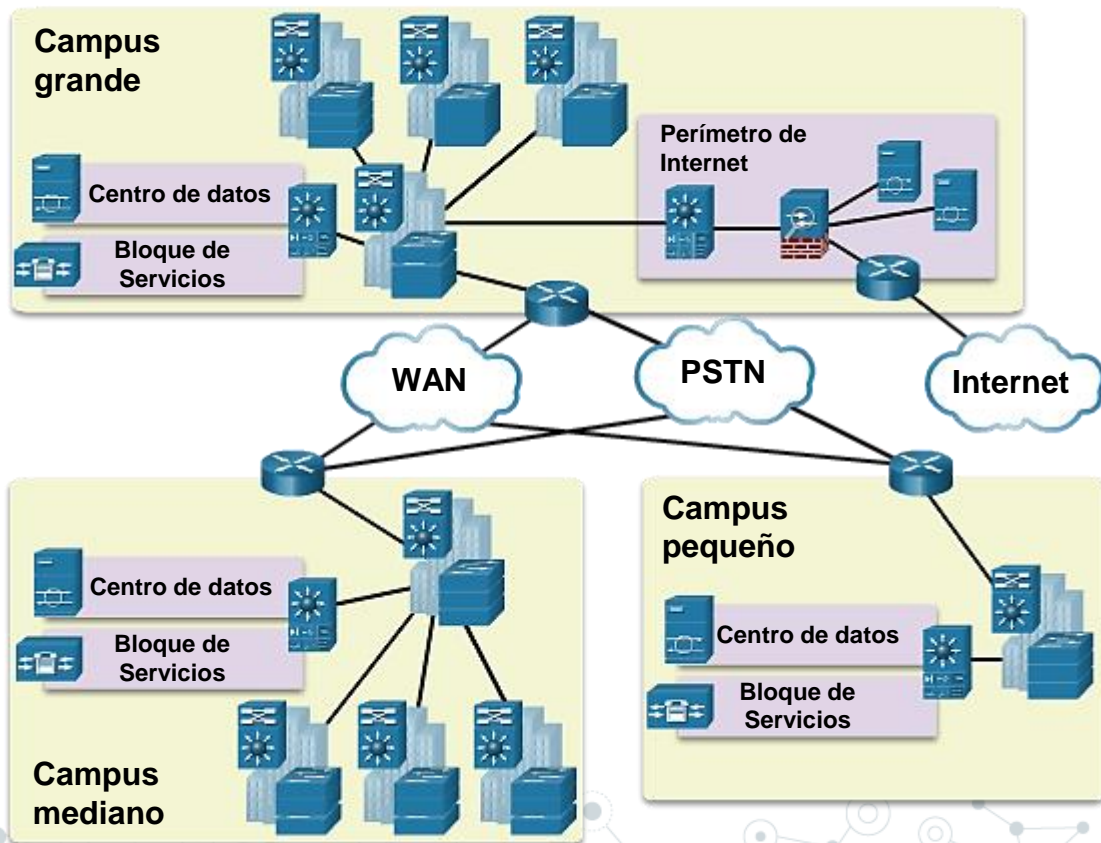 Campus
grande
Perímetro de
Internet
Centro de datos
Bloque de
Servicios
WAN
PSTN
Internet
Centro de datos
Bloque de
Servicios
Campus
mediano
Campus
pequeño
Centro de datos
Bloque de
Servicios